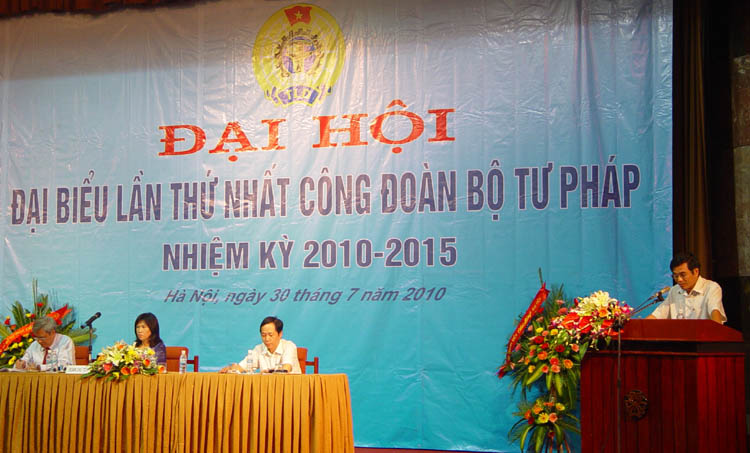 ĐẠI HỘI
ĐẠI BIỂU LẦN THỨ NHẤT CÔNG ĐOÀN BỘ TƯ PHÁP
NHIỆM KỲ 2010-2015
Hà Nội, ngày 30 tháng 7 năm 2010